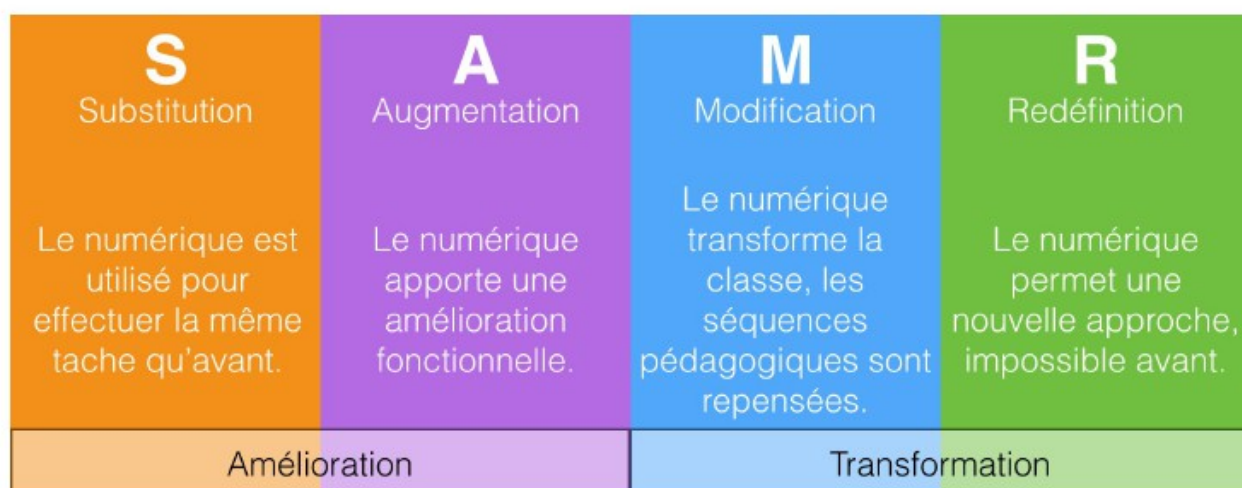 S
Substitution
Le numérique est
utilisé pour
effectuer la même
tache qu'avant.
A
Augmentation
Le numérique
apporte une
amélioration
fonctionnelle.
M
Modification
Le numérique
transforme la
classe, les
séquences
pédagogiques sont
repensées.
R
Redéfinition
Le numérique
permet une
nouvelle approche,
impossible avant.
Amélioration
Transformation